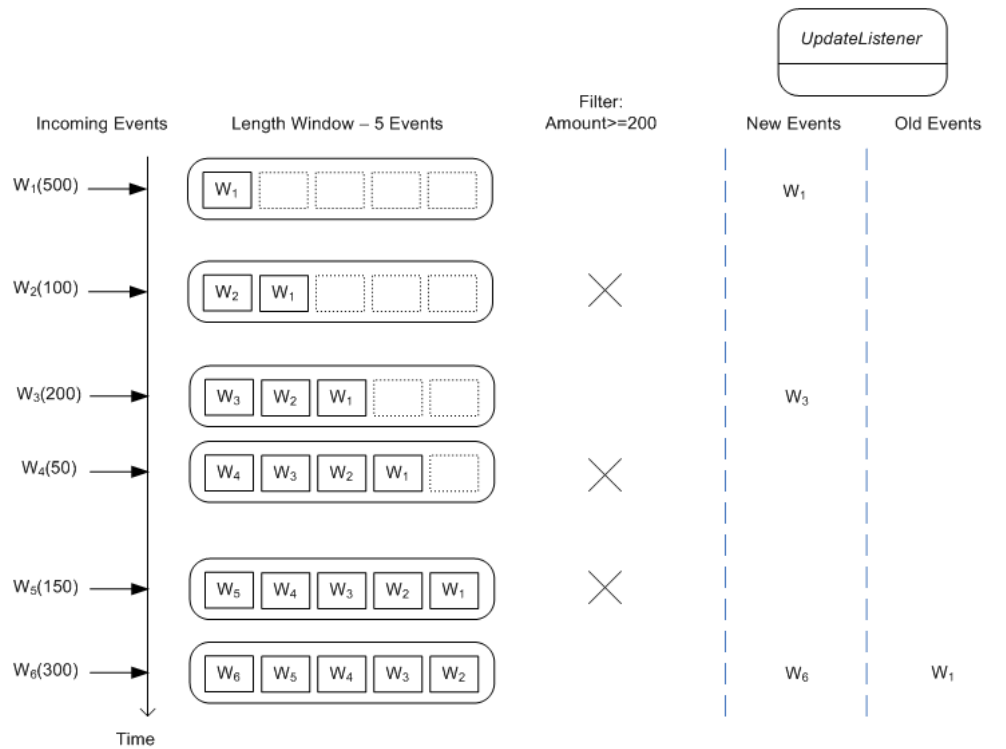 UpdateListener
Filter:
Incoming Events Length Window – 5 Events Amount>=200 New Events Old Events
W₁(500) W₁ W₁
W₂(100) W₂ W₁
W₃(200) W₃ W₂ W₁ W₃
W₄(50) W₄ W₃ W₂ W₁
W₅(150) W₅ W₄ W₃ W₂ W₁
W₆(300) W₆ W₅ W₄ W₃ W₂ W₆ W₁
Time